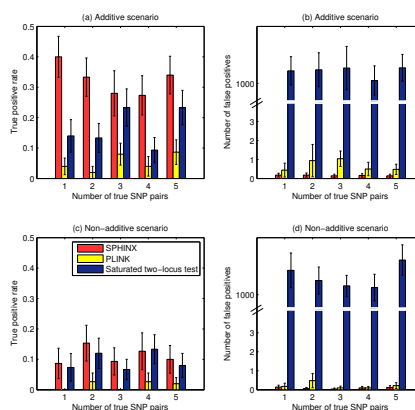 (a) Additive scenario
True positive rate
0.5
0.4
0.3
0.2
0.1
0
1 2 3 4 5
Number of true SNP pairs
(b) Additive scenario
Number of false positives
1000
3
2
1
0
1 2 3 4 5
Number of true SNP pairs
(c) Non-additive scenario
SPHINX
PLINK
Saturated two-locus test
True positive rate
0.5
0.4
0.3
0.2
0.1
0
1 2 3 4 5
Number of true SNP pairs
(d) Non-additive scenario
Number of false positives
1000
3
2
1
0
1 2 3 4 5
Number of true SNP pairs